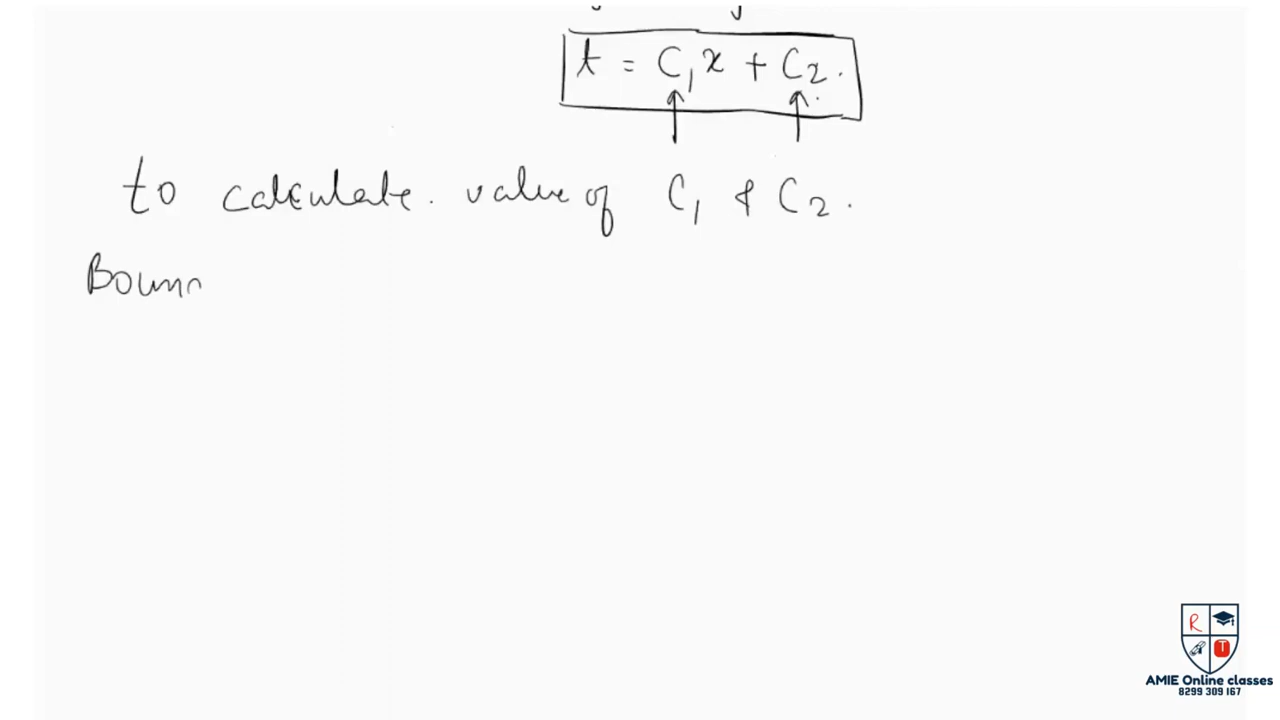 t = C₁x + C₂.
to calculate. value of C₁ & C₂.
Boun
R
T
AMIE Online classes
8299 309 167